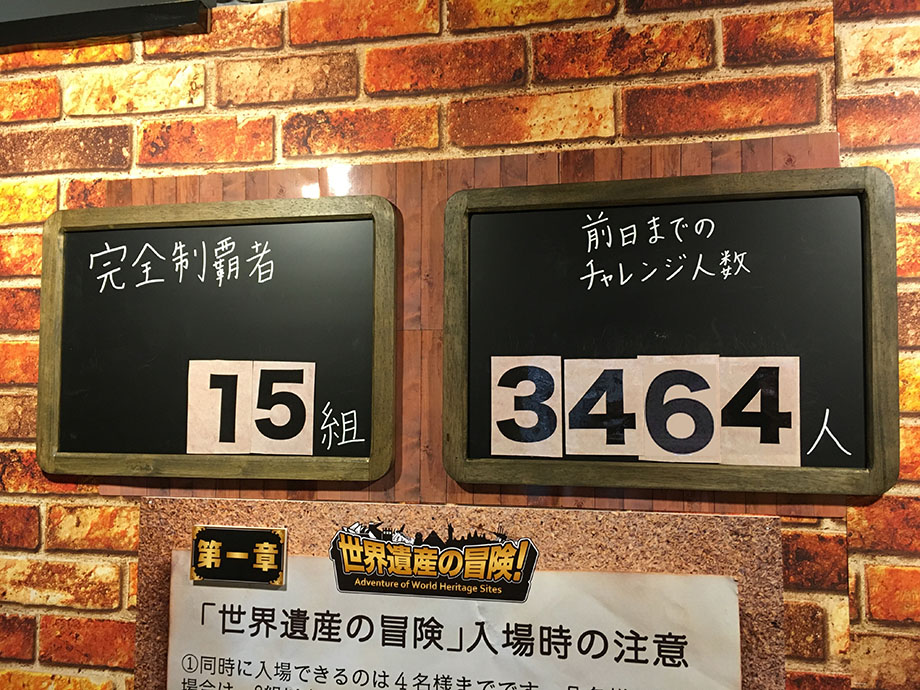 完全制覇者
15組
前日までの
チャレンジ人数
3464人
第一章
世界遺産の冒険!
Adventure of World Heritage Sites
「世界遺産の冒険」入場時の注意
①同時に入場できるのは4名様までです。
場合は、